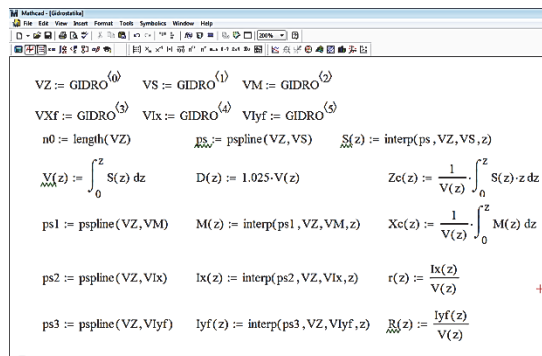 Mathcad - [Gidrostatika]
File Edit View Insert Format Tools Symbolics Window Help
200%
VZ := GIDRO⟨0⟩ VS := GIDRO⟨1⟩ VM := GIDRO⟨2⟩
VXf := GIDRO⟨3⟩ VIx := GIDRO⟨4⟩ VIyf := GIDRO⟨5⟩
n0 := length(VZ) ps := pspline(VZ,VS) S(z) := interp(ps,VZ,VS,z)
V(z) := ∫₀ᶻ S(z) dz D(z) := 1.025·V(z) Zc(z) := 1/V(z) · ∫₀ᶻ S(z)·z dz
ps1 := pspline(VZ,VM) M(z) := interp(ps1,VZ,VM,z) Xc(z) := 1/V(z) · ∫₀ᶻ M(z) dz
ps2 := pspline(VZ,VIx) Ix(z) := interp(ps2,VZ,VIx,z) r(z) := Ix(z)/V(z)
ps3 := pspline(VZ,VIyf) Iyf(z) := interp(ps3,VZ,VIyf,z) R(z) := Iyf(z)/V(z)